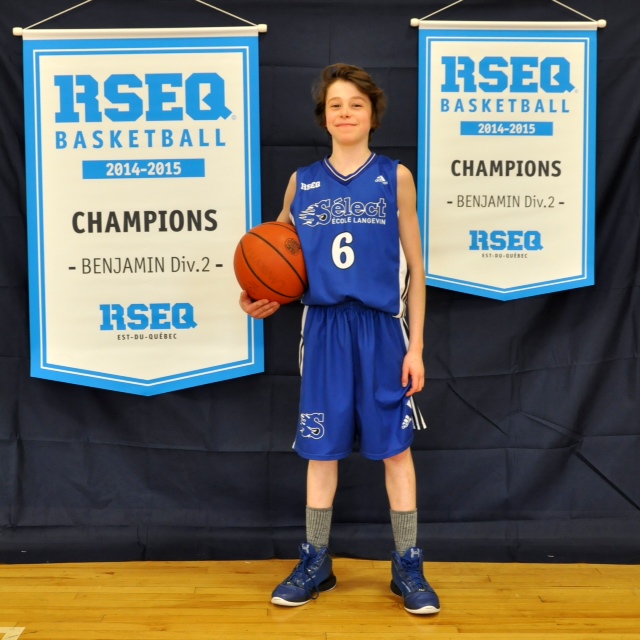 RSEQ
BASKETBALL
2014-2015
CHAMPIONS
- BENJAMIN Div.2 -
RSEQ
EST-DU-QUÉBEC
RSEQ
Sélect
ÉCOLE LANGEVIN
6
S
RSEQ
BASKETBALL
2014-2015
CHAMPIONS
- BENJAMIN Div.2 -
RSEQ
EST-DU-QUÉBEC